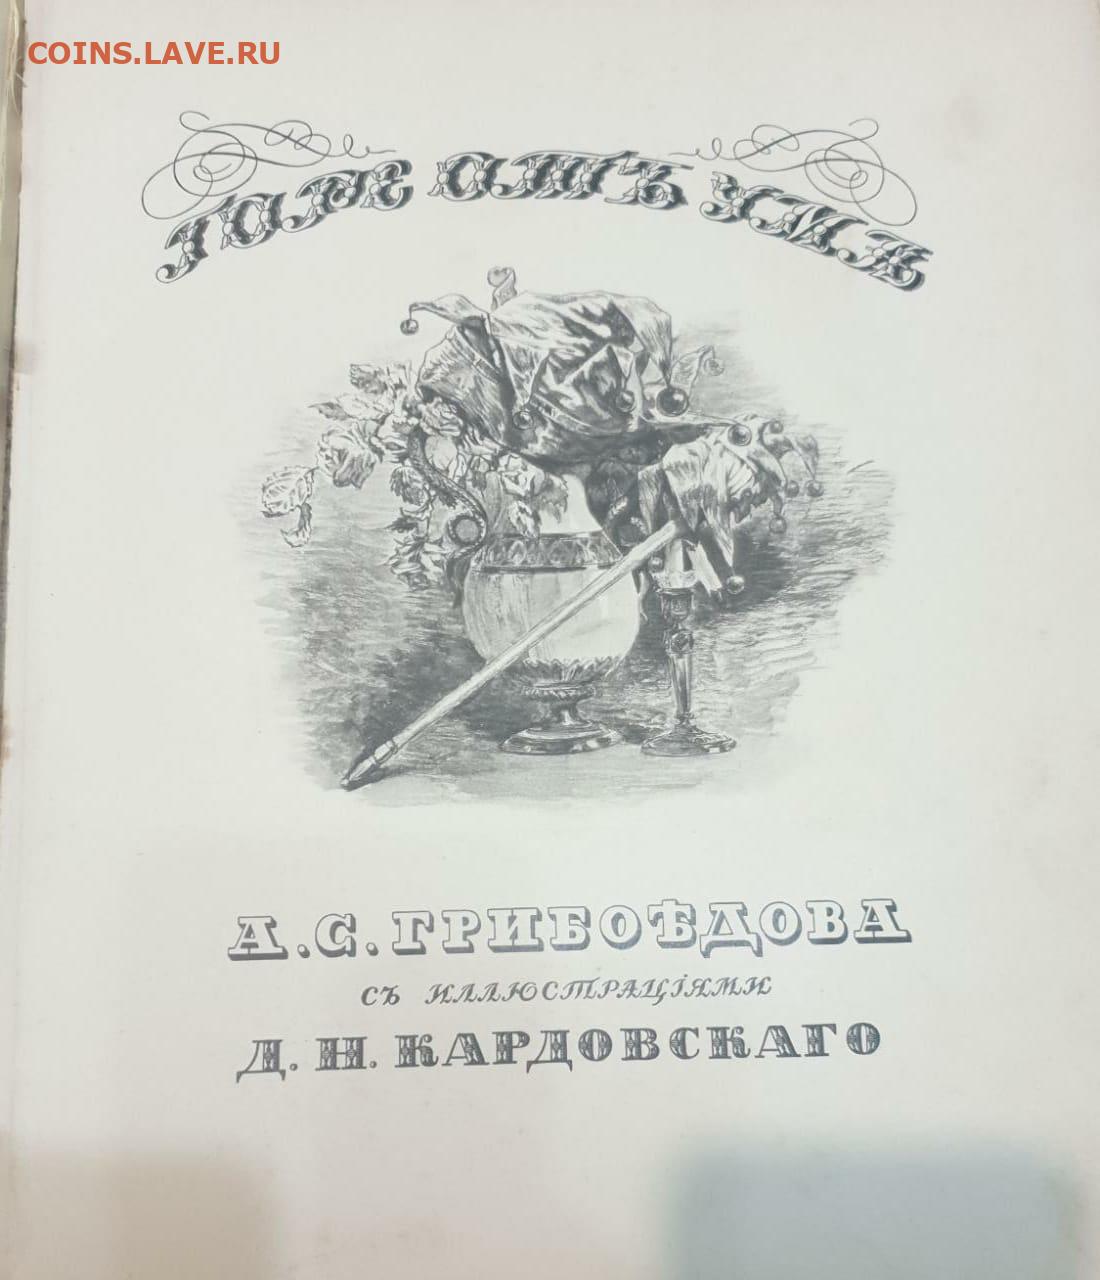 COINS.LAVE.RU
ГОРЕ ОТЪ УМА
А.С.ГРИБОѢДОВА
СЪ ИЛЛЮСТРАЦІЯМИ
Д. Н. КАРДОВСКАГО